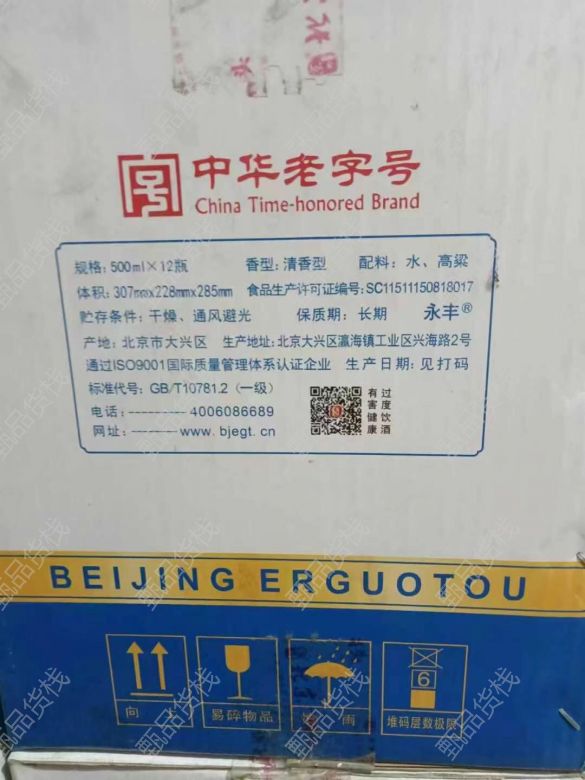 中华老字号
China Time-honored Brand
规格: 500ml×12瓶 香型: 清香型 配料: 水、高粱
体积: 307mm×228mm×285mm 食品生产许可证编号: SC11511150818017
贮存条件: 干燥、通风避光 保质期: 长期 永丰®
产地: 北京市大兴区 生产地址: 北京大兴区瀛海镇工业区兴海路2号
通过ISO9001国际质量管理体系认证企业 生产日期: 见打码
标准代号: GB/T10781.2 (一级)
电话: 4006086689
网址: www.bjegt.cn
过度饮酒
有害健康
BEIJING ERGUOTOU
向上
易碎物品
雨
6
堆码层数极限
甄品货栈